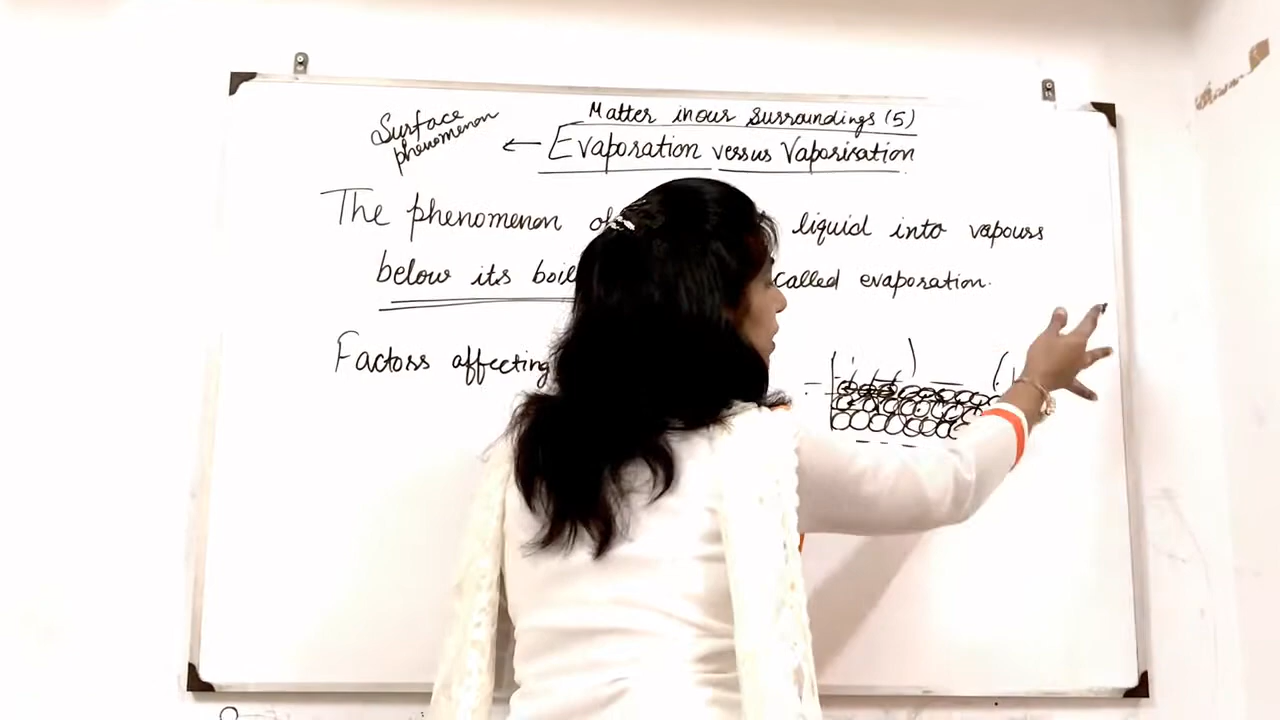 Matter in our Surroundings (5)
Surface
phenomenon
← Evaporation versus Vaporisation
The phenomenon of liquid into vapours
below its called evaporation.
Factors affecting